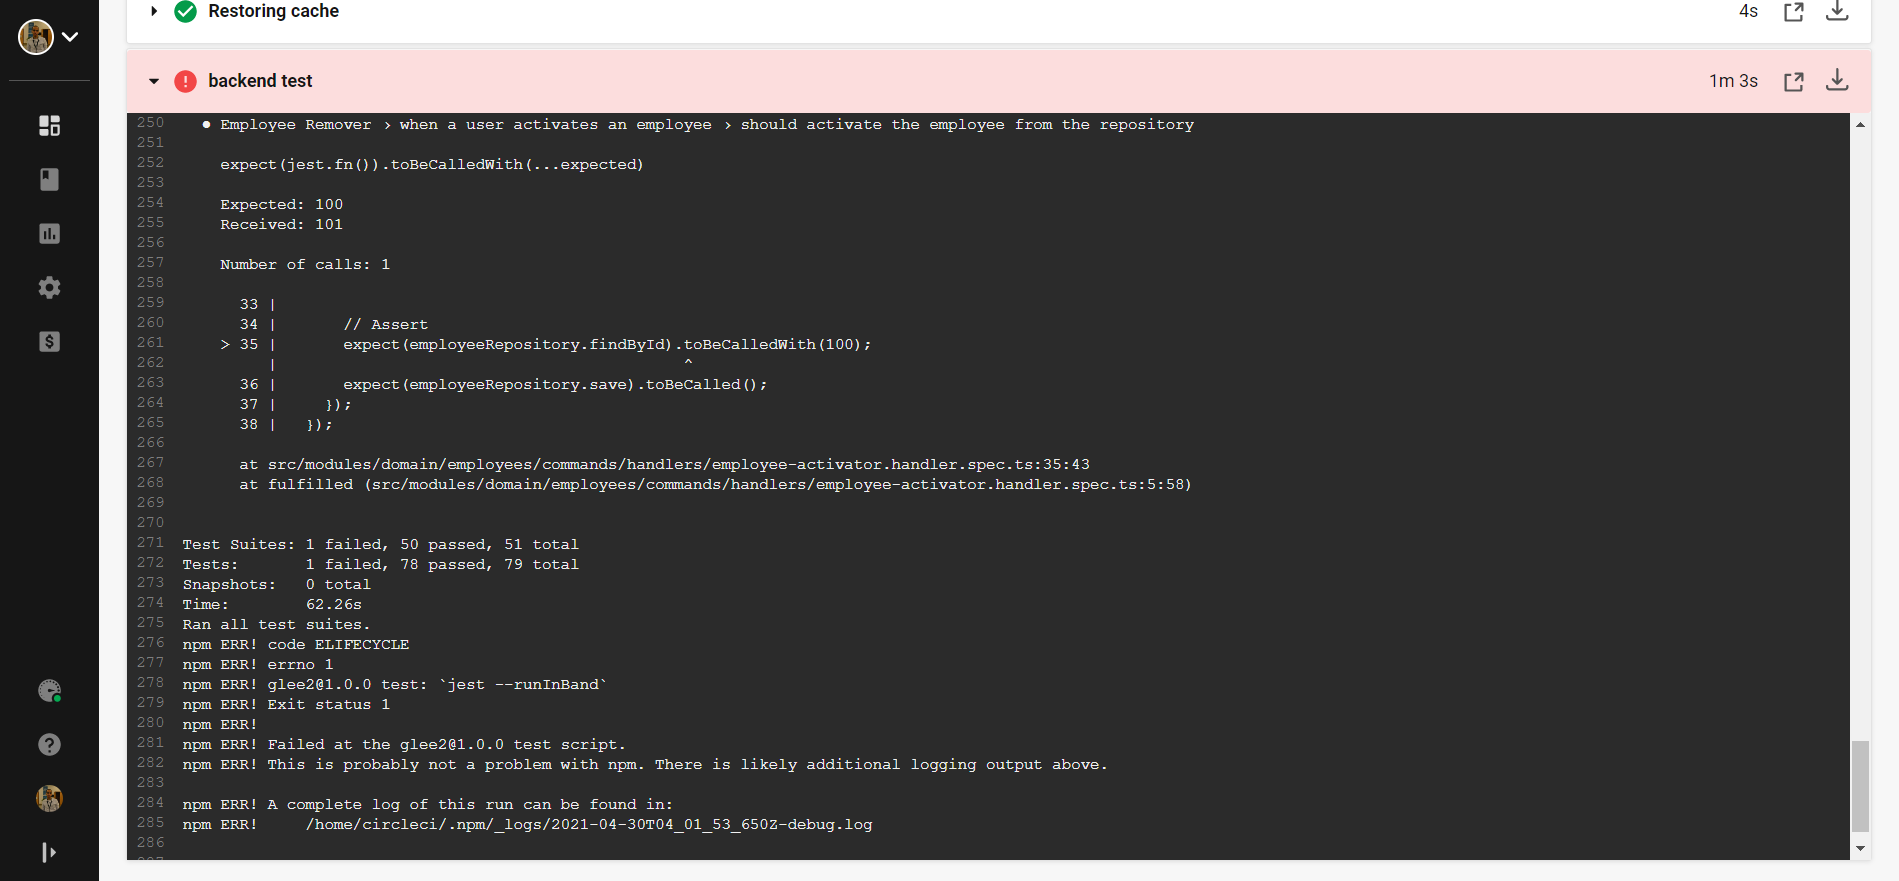 Restoring cache 4s
backend test 1m 3s
250 ● Employee Remover › when a user activates an employee › should activate the employee from the repository
251
252 expect(jest.fn()).toBeCalledWith(...expected)
253
254 Expected: 100
255 Received: 101
256
257 Number of calls: 1
258
259 33 |
260 34 | // Assert
261 > 35 | expect(employeeRepository.findById).toBeCalledWith(100);
262 | ^
263 36 | expect(employeeRepository.save).toBeCalled();
264 37 | });
265 38 | });
266
267 at src/modules/domain/employees/commands/handlers/employee-activator.handler.spec.ts:35:43
268 at fulfilled (src/modules/domain/employees/commands/handlers/employee-activator.handler.spec.ts:5:58)
269
270
271 Test Suites: 1 failed, 50 passed, 51 total
272 Tests: 1 failed, 78 passed, 79 total
273 Snapshots: 0 total
274 Time: 62.26s
275 Ran all test suites.
276 npm ERR! code ELIFECYCLE
277 npm ERR! errno 1
278 npm ERR! glee2@1.0.0 test: `jest --runInBand`
279 npm ERR! Exit status 1
280 npm ERR!
281 npm ERR! Failed at the glee2@1.0.0 test script.
282 npm ERR! This is probably not a problem with npm. There is likely additional logging output above.
283
284 npm ERR! A complete log of this run can be found in:
285 npm ERR! /home/circleci/.npm/_logs/2021-04-30T04_01_53_650Z-debug.log
286